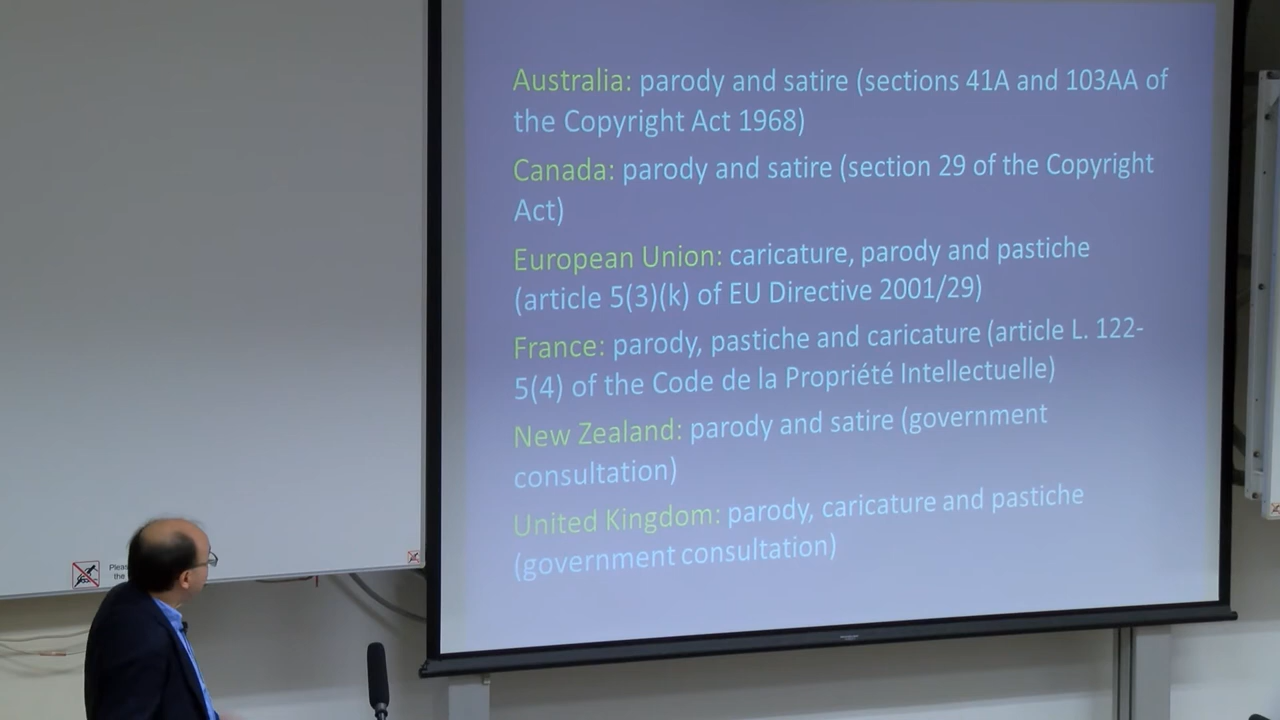 Australia: parody and satire (sections 41A and 103AA of
the Copyright Act 1968)
Canada: parody and satire (section 29 of the Copyright
Act)
European Union: caricature, parody and pastiche
(article 5(3)(k) of EU Directive 2001/29)
France: parody, pastiche and caricature (article L. 122-
5(4) of the Code de la Propriété Intellectuelle)
New Zealand: parody and satire (government
consultation)
United Kingdom: parody, caricature and pastiche
(government consultation)
the